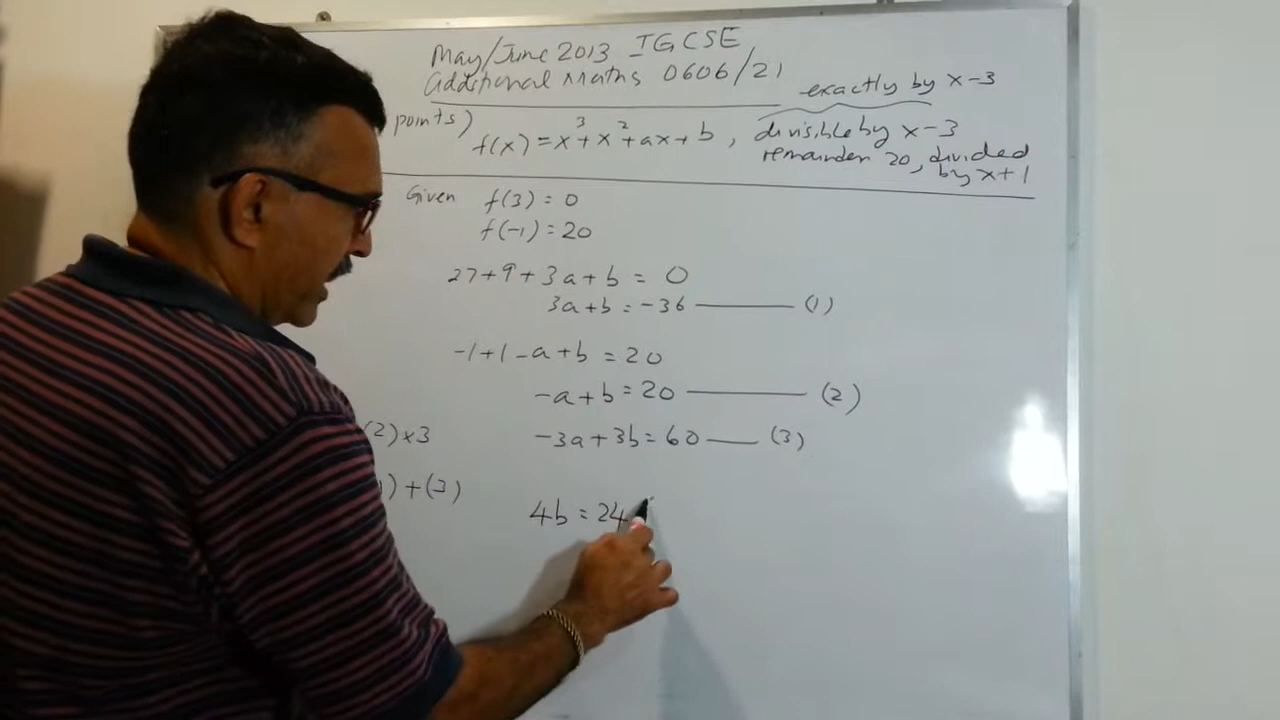 May/June 2013 IGCSE
Additional Maths 0606/21
exactly by x-3
points) f(x) = x³+x²+ax+b, divisible by x-3
remainder 20, divided
by x+1
Given f(3) = 0
f(-1) = 20
27+9+3a+b = 0
3a+b = -36 ——— (1)
-1+1-a+b = 20
-a+b = 20 ——— (2)
(2)×3 -3a+3b = 60 —— (3)
) + (3)
4b = 24